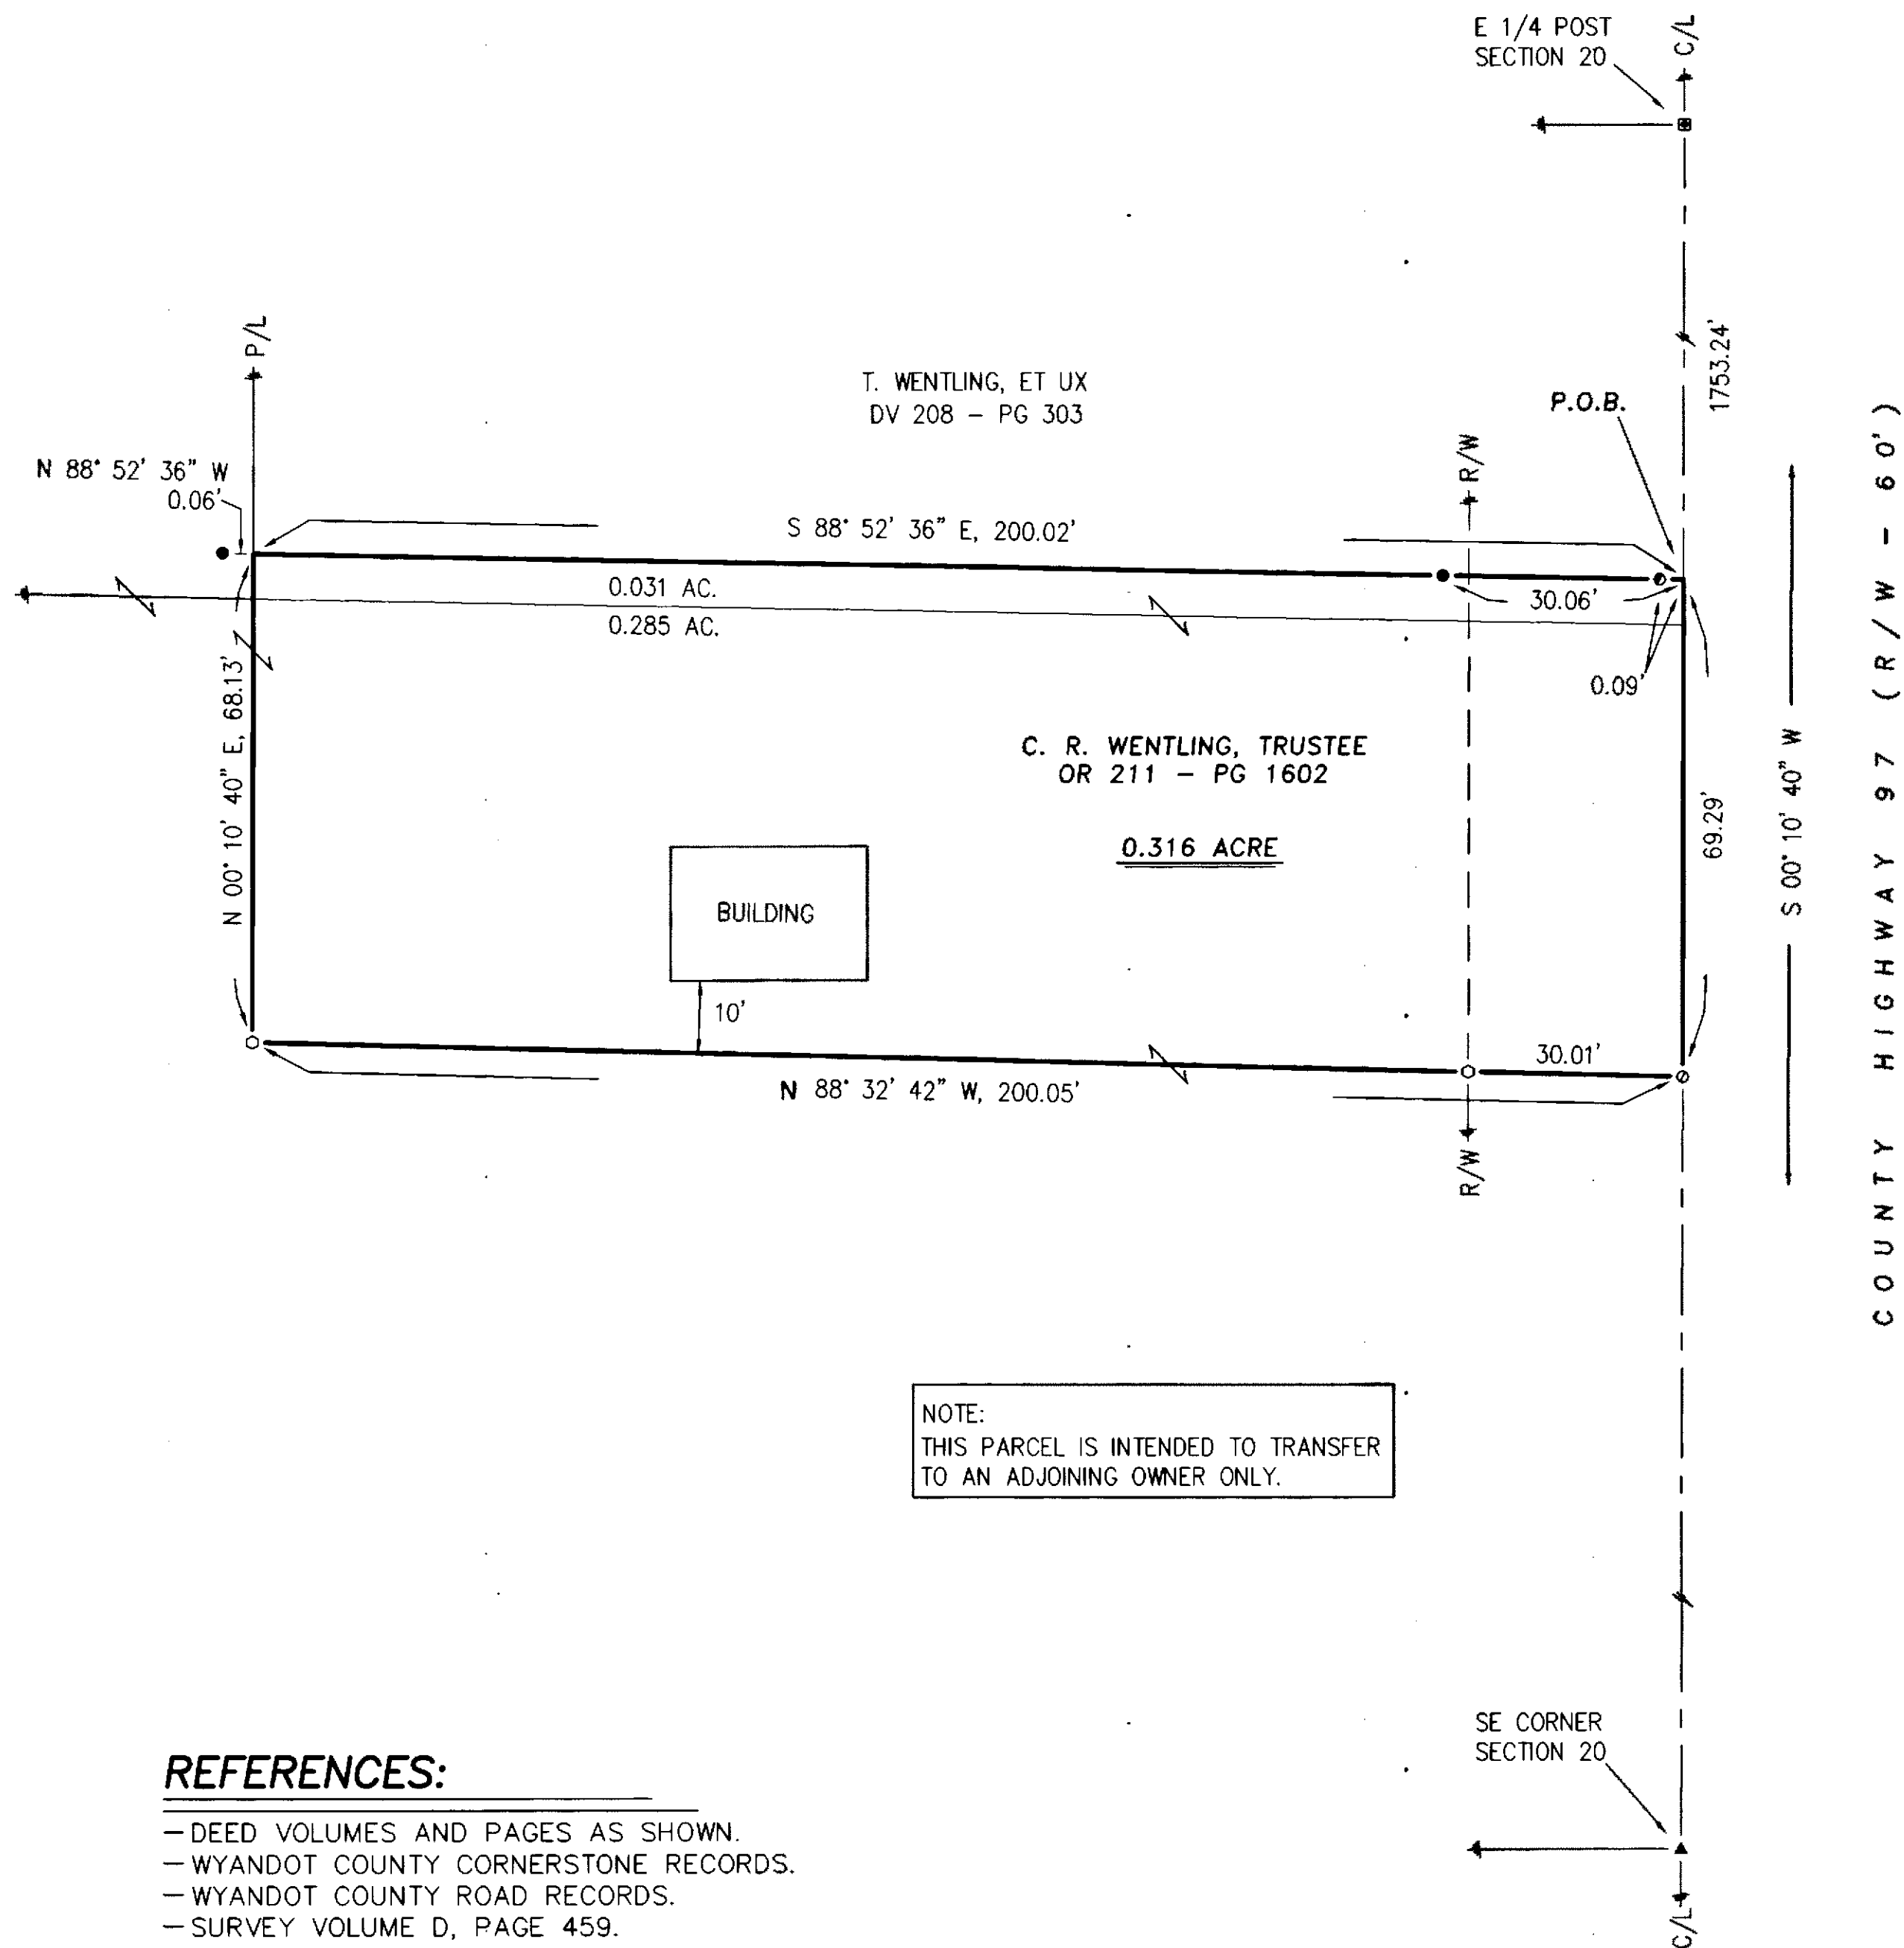 E 1/4 POST
SECTION 20
C/L
1753.24'
P/L
T. WENTLING, ET UX
DV 208 – PG 303
P.O.B.
R/W
N 88° 52' 36" W
0.06'
S 88° 52' 36" E, 200.02'
0.031 AC.
0.285 AC.
30.06'
0.09'
N 00° 10' 40" E, 68.13'
C. R. WENTLING, TRUSTEE
OR 211 – PG 1602
0.316 ACRE
69.29'
S 00° 10' 40" W
COUNTY HIGHWAY 97 (R/W - 60')
BUILDING
10'
30.01'
N 88° 32' 42" W, 200.05'
R/W
NOTE:
THIS PARCEL IS INTENDED TO TRANSFER
TO AN ADJOINING OWNER ONLY.
SE CORNER
SECTION 20
C/L
REFERENCES:
– DEED VOLUMES AND PAGES AS SHOWN.
– WYANDOT COUNTY CORNERSTONE RECORDS.
– WYANDOT COUNTY ROAD RECORDS.
– SURVEY VOLUME D, PAGE 459.